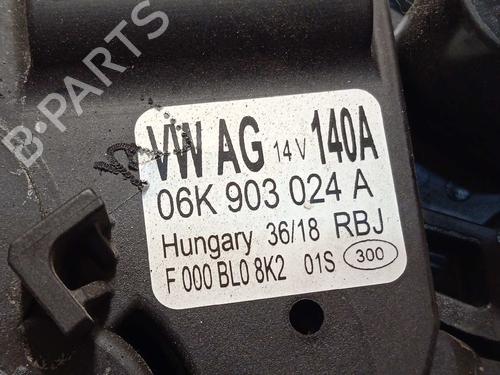 B-PARTS
VW AG 14V 140A
06K 903 024 A
Hungary 36/18 RBJ
F 000 BL0 8K2 01S 300